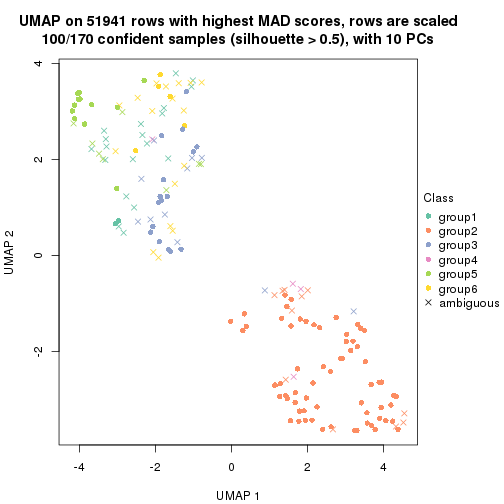 UMAP on 51941 rows with highest MAD scores, rows are scaled
100/170 confident samples (silhouette > 0.5), with 10 PCs
4
2
0
-2
UMAP 2
-4
-2
0
2
4
UMAP 1
Class
group1
group2
group3
group4
group5
group6
ambiguous